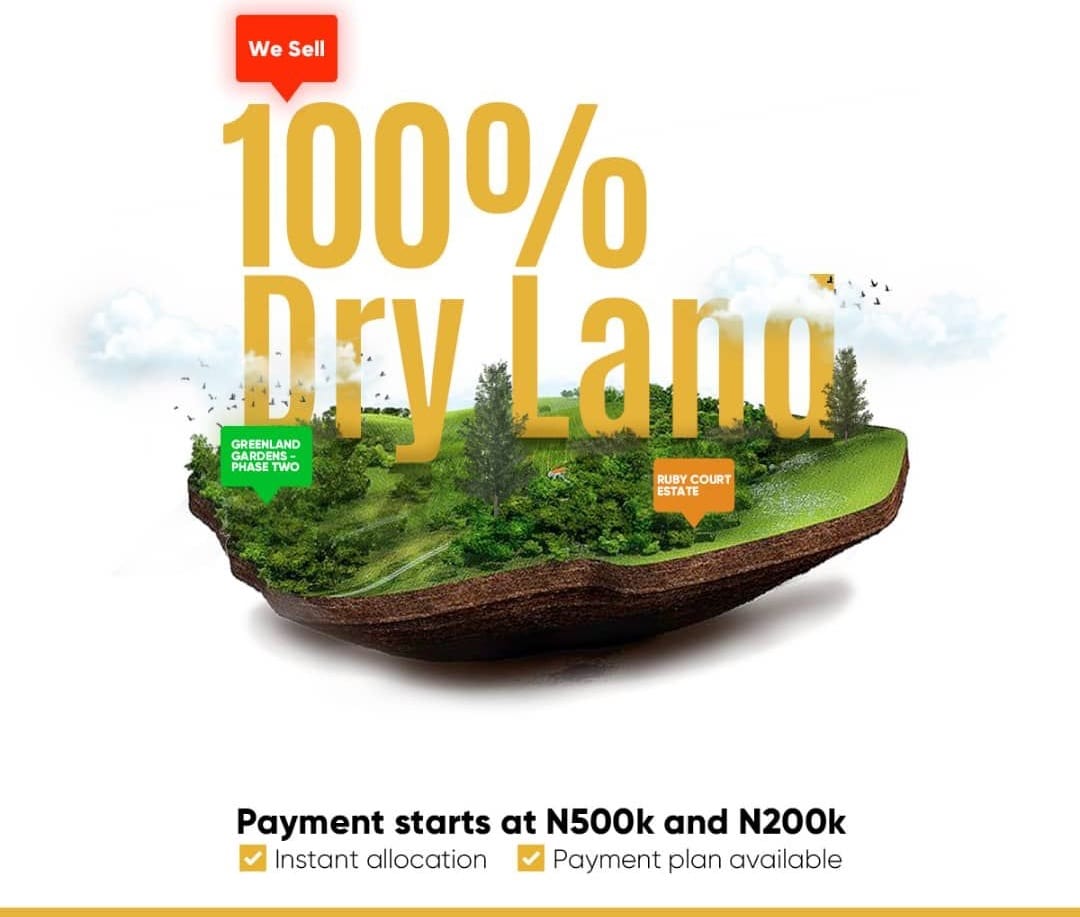 We Sell
100%
Dry Land
GREENLAND
GARDENS -
PHASE TWO
RUBY COURT
ESTATE
Payment starts at N500k and N200k
Instant allocation
Payment plan available